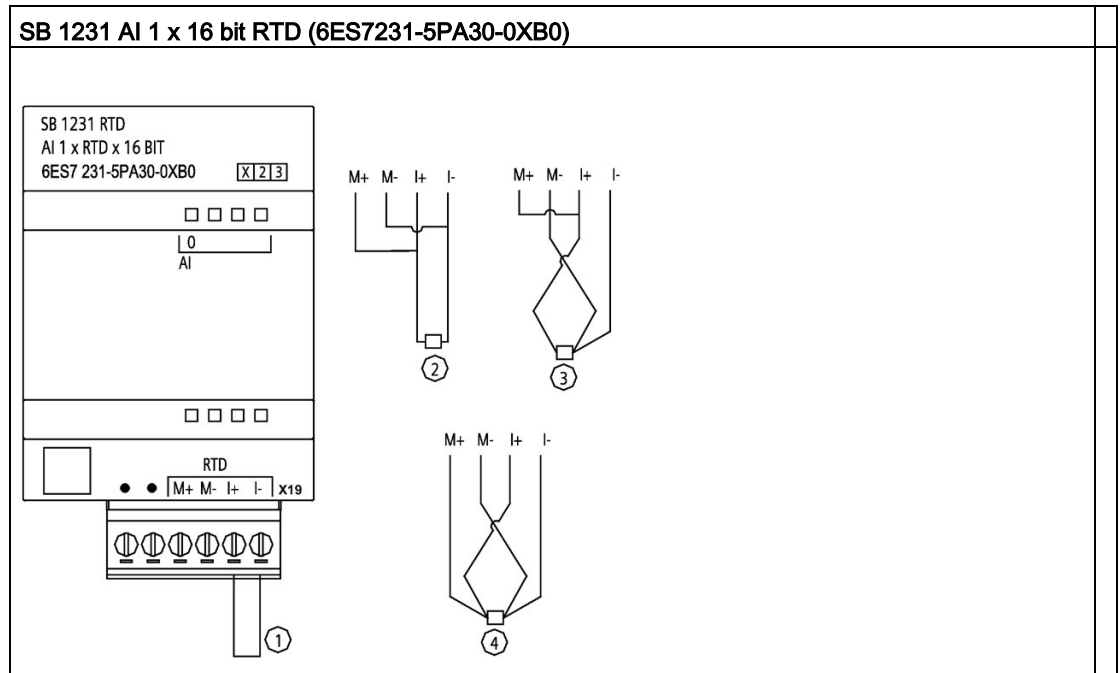 SB 1231 AI 1 x 16 bit RTD (6ES7231-5PA30-0XB0)
SB 1231 RTD
AI 1 x RTD x 16 BIT
6ES7 231-5PA30-0XB0 X 2 3
0
AI
M+ M- I+ I-
2
M+ M- I+ I-
3
RTD
M+ M- I+ I- X19
1
M+ M- I+ I-
4